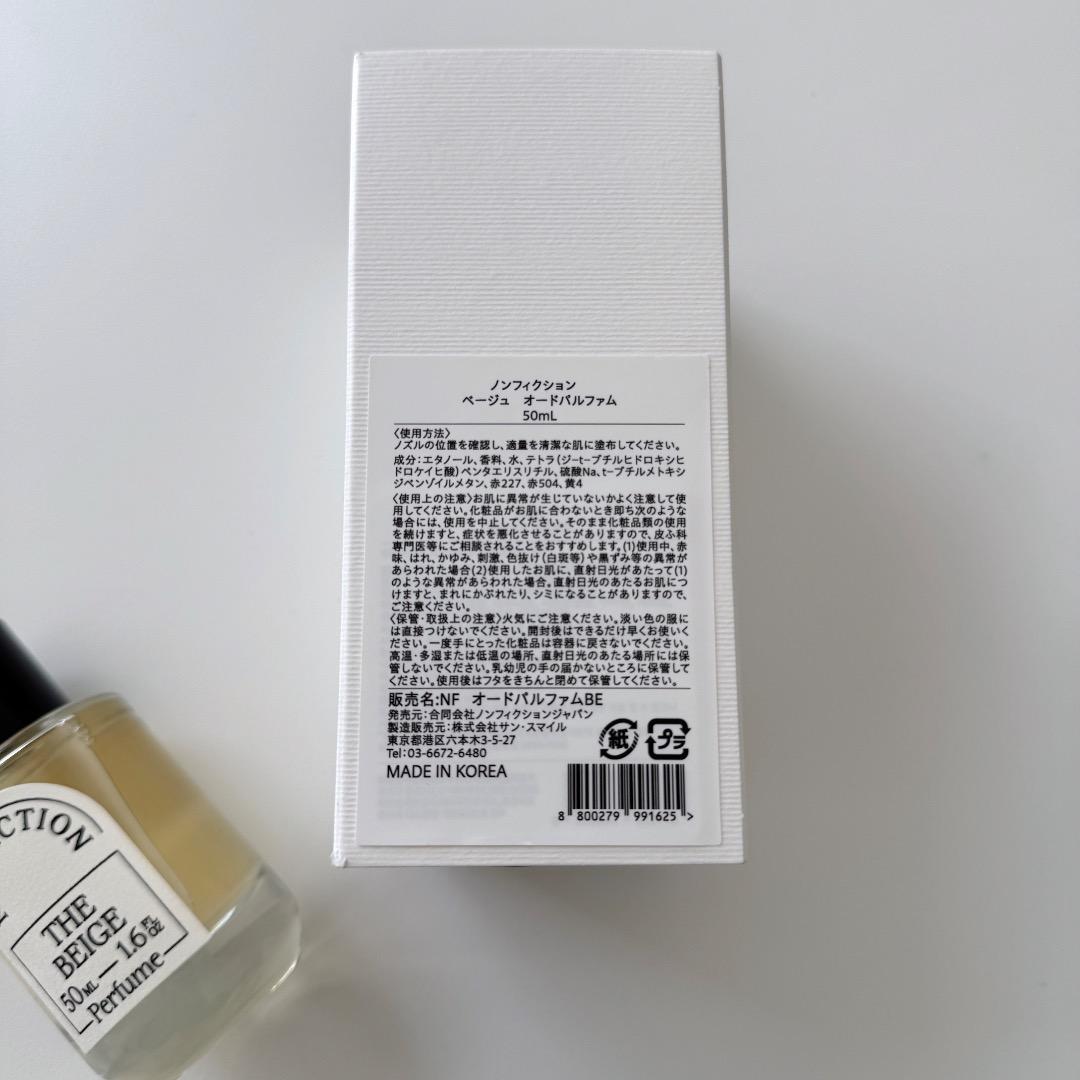 ノンフィクション
ベージュ　オードパルファム
50mL
〈使用方法〉
ノズルの位置を確認し、適量を清潔な肌に塗布してください。
成分：エタノール、香料、水、テトラ（ジ－t－ブチルヒドロキシヒ
ドロケイヒ酸）ペンタエリスリチル、硫酸Na、t－ブチルメトキシ
ジベンゾイルメタン、赤227、赤504、黄4
〈使用上の注意〉お肌に異常が生じていないかよく注意して使
用してください。化粧品がお肌に合わないとき即ち次のような
場合には、使用を中止してください。そのまま化粧品類の使用
を続けますと、症状を悪化させることがありますので、皮ふ科
専門医等にご相談されることをおすすめします。(1)使用中、赤
味、はれ、かゆみ、刺激、色抜け(白斑等)や黒ずみ等の異常が
あらわれた場合(2)使用したお肌に、直射日光があたって(1)
のような異常があらわれた場合。直射日光のあたるお肌につ
けますと、まれにかぶれたり、シミになることがありますので、
ご注意ください。
〈保管・取扱上の注意〉火気にご注意ください。淡い色の服に
は直接つけないでください。開封後はできるだけ早くお使いく
ださい。一度手にとった化粧品は容器に戻さないでください。
高温・多湿または低温の場所、直射日光のあたる場所には保
管しないでください。乳幼児の手の届かないところに保管して
ください。使用後はフタをきちんと閉めて保管してください。
販売名：NF　オードパルファムBE
発売元：合同会社ノンフィクションジャパン
製造販売元：株式会社サン・スマイル
東京都港区六本木3-5-27
Tel：03-6672-6480
MADE IN KOREA
紙
プラ
8 800279 991625 >
CTION
THE
BEIGE
50ML — 1.6 FL OZ
Perfume